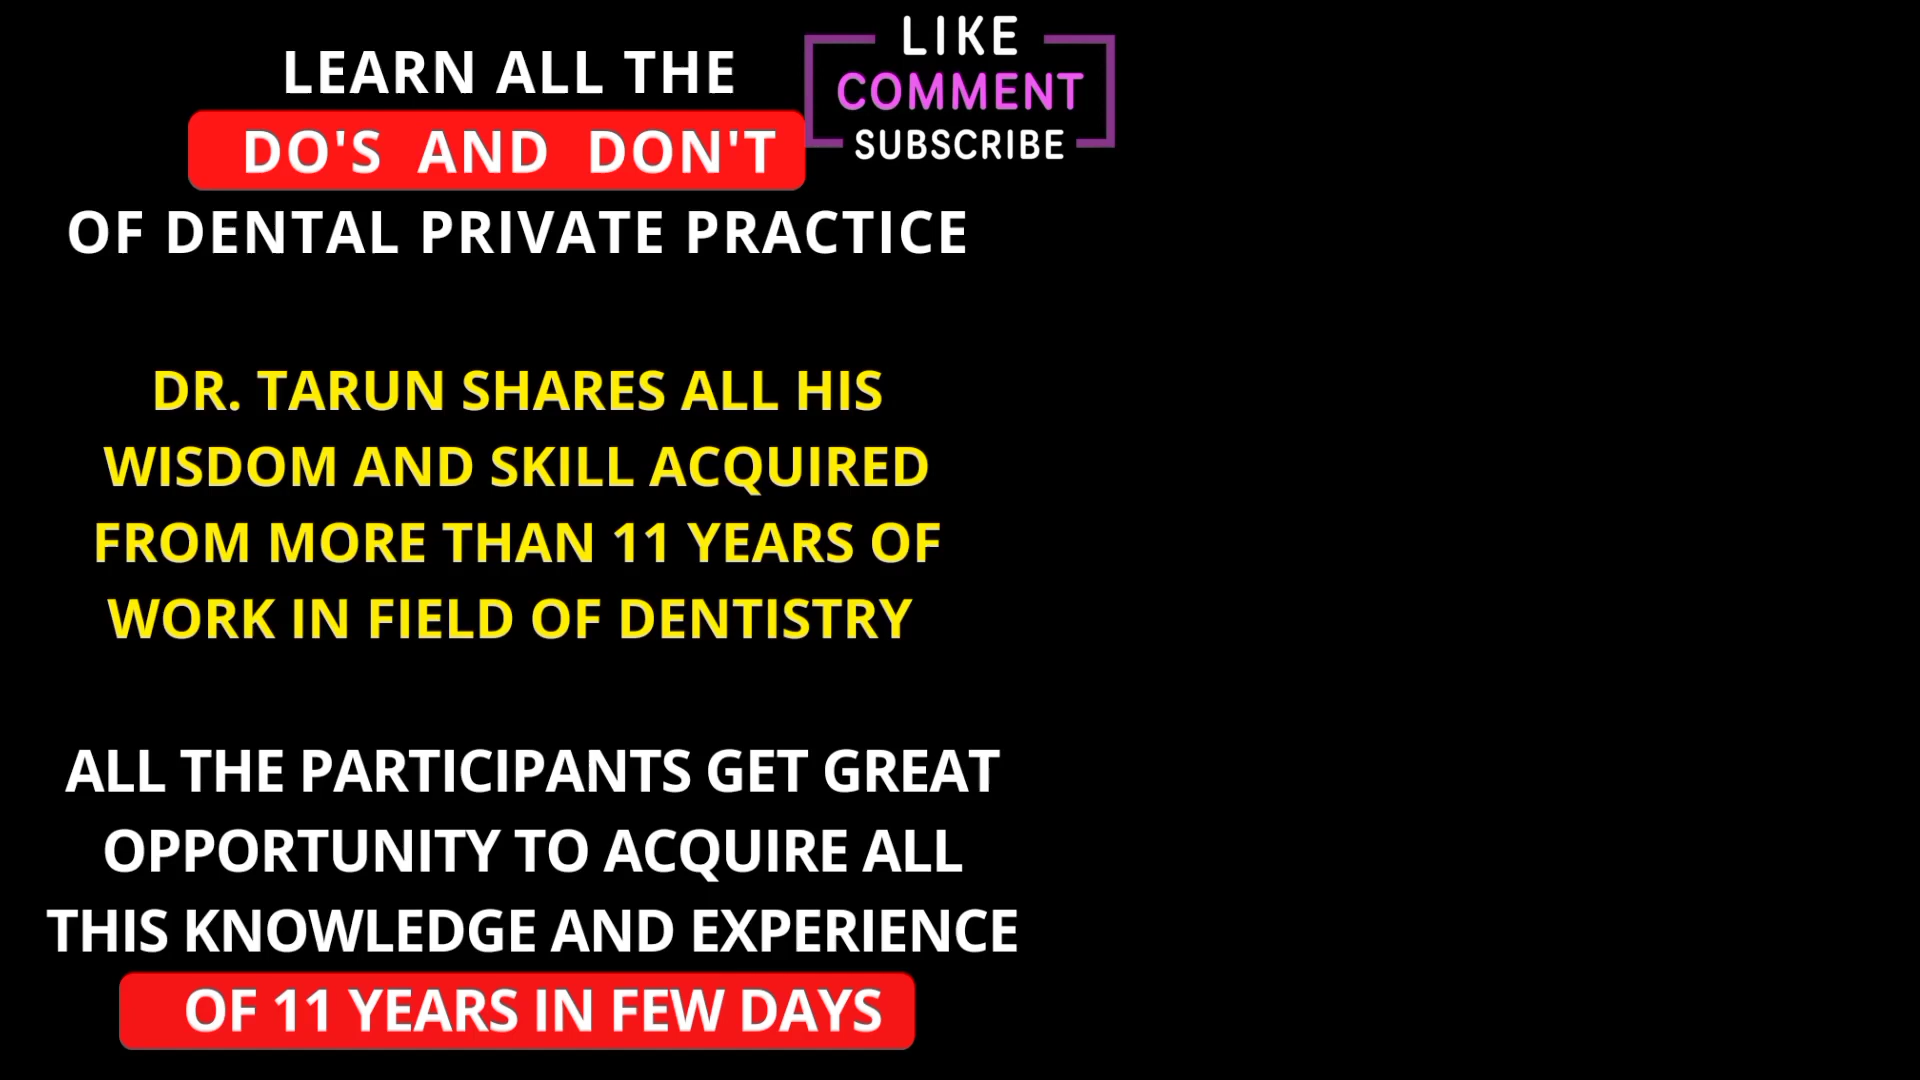 LEARN ALL THE
DO'S AND DON'T
OF DENTAL PRIVATE PRACTICE
LIKE
COMMENT
SUBSCRIBE
DR. TARUN SHARES ALL HIS
WISDOM AND SKILL ACQUIRED
FROM MORE THAN 11 YEARS OF
WORK IN FIELD OF DENTISTRY
ALL THE PARTICIPANTS GET GREAT
OPPORTUNITY TO ACQUIRE ALL
THIS KNOWLEDGE AND EXPERIENCE
OF 11 YEARS IN FEW DAYS